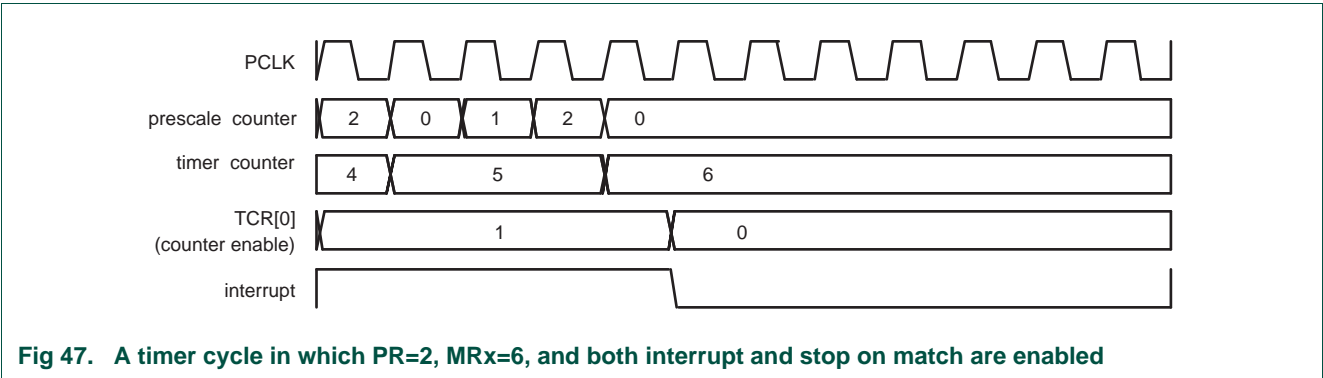 PCLK
prescale counter 2 0 1 2 0
timer counter 4 5 6
TCR[0]
(counter enable) 1 0
interrupt
Fig 47. A timer cycle in which PR=2, MRx=6, and both interrupt and stop on match are enabled